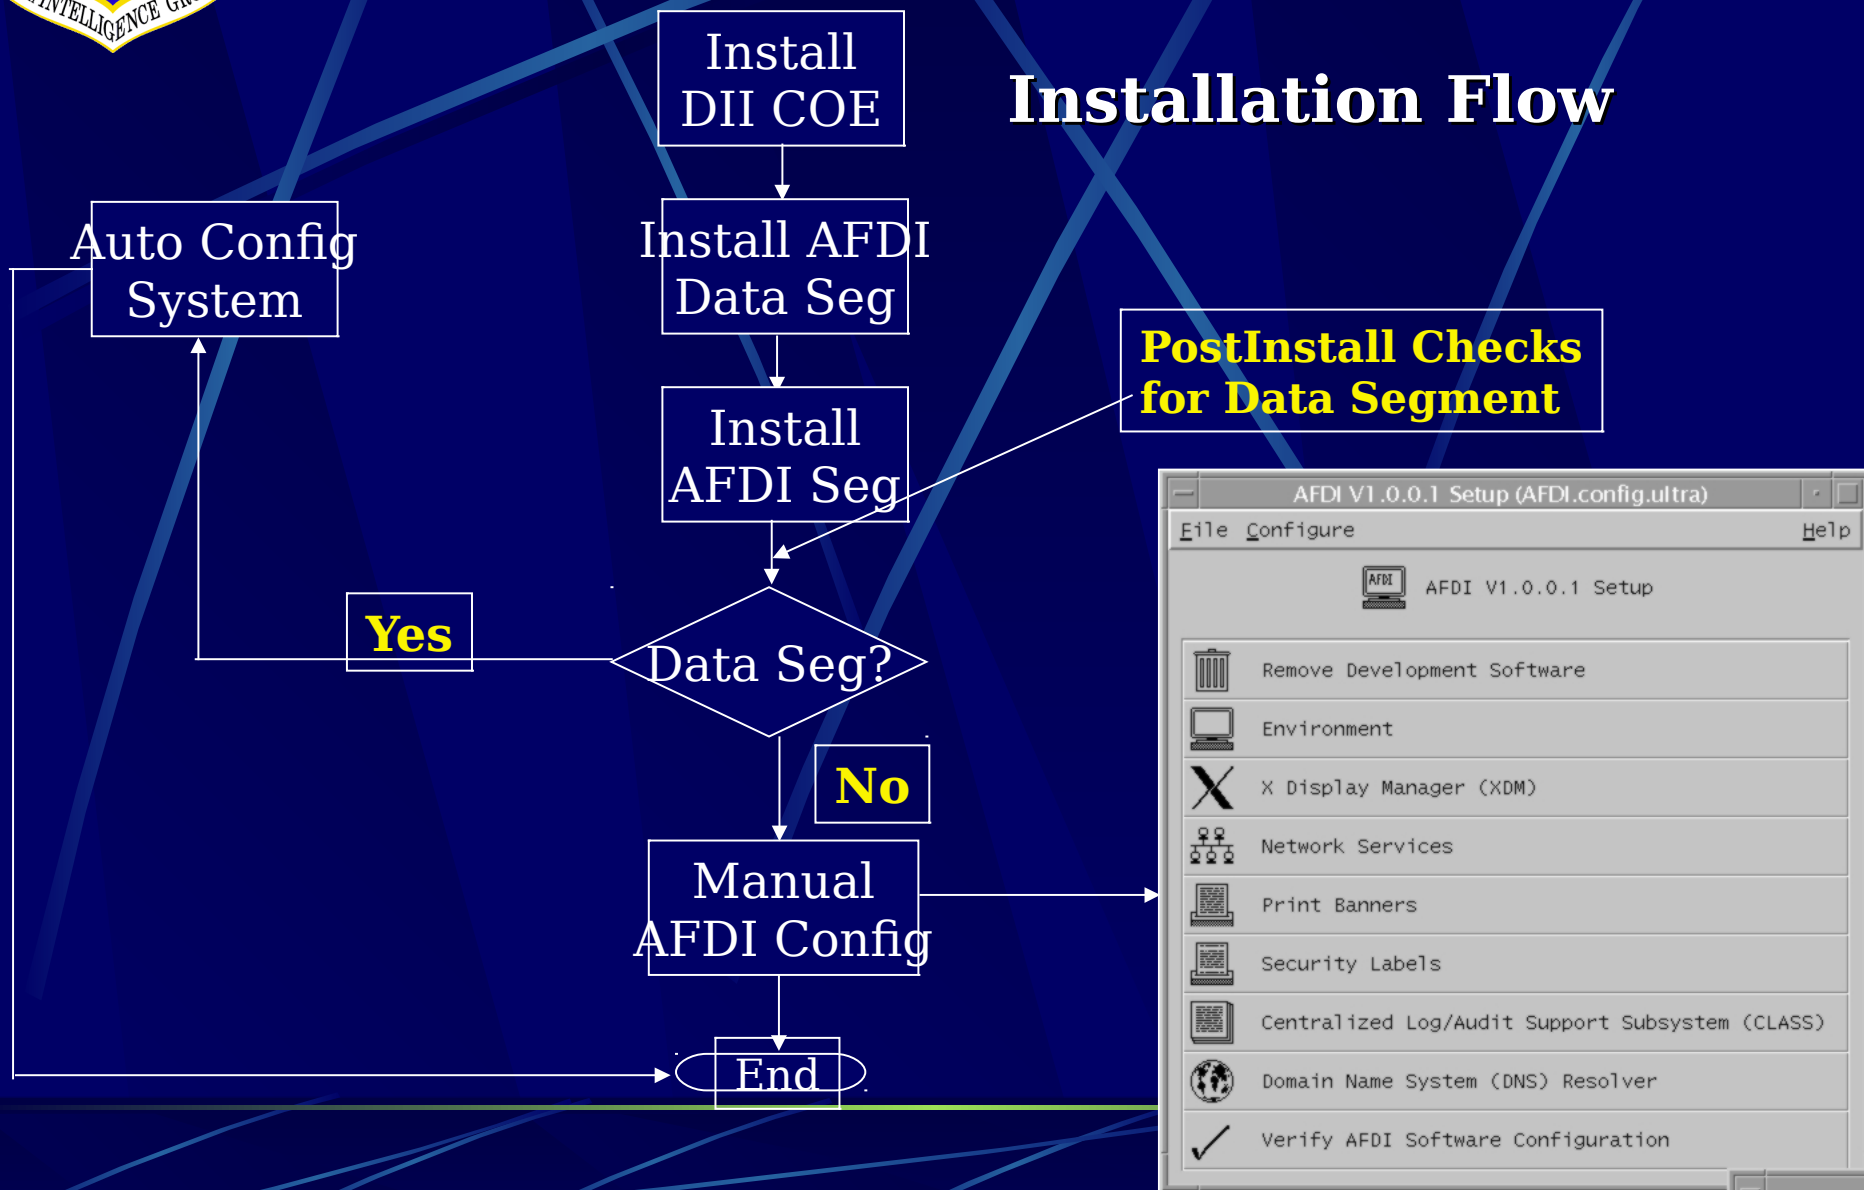 INTELLIGENCE
Install
DII COE
Installation Flow
Auto Config
System
Install AFDI
Data Seg
PostInstall Checks
for Data Segment
Install
AFDI Seg
Yes
Data Seg?
No
Manual
AFDI Config
End
AFDI V1.0.0.1 Setup (AFDI.config.ultra)
File Configure Help
AFDI AFDI V1.0.0.1 Setup
Remove Development Software
Environment
X Display Manager (XDM)
Network Services
Print Banners
Security Labels
Centralized Log/Audit Support Subsystem (CLASS)
Domain Name System (DNS) Resolver
Verify AFDI Software Configuration